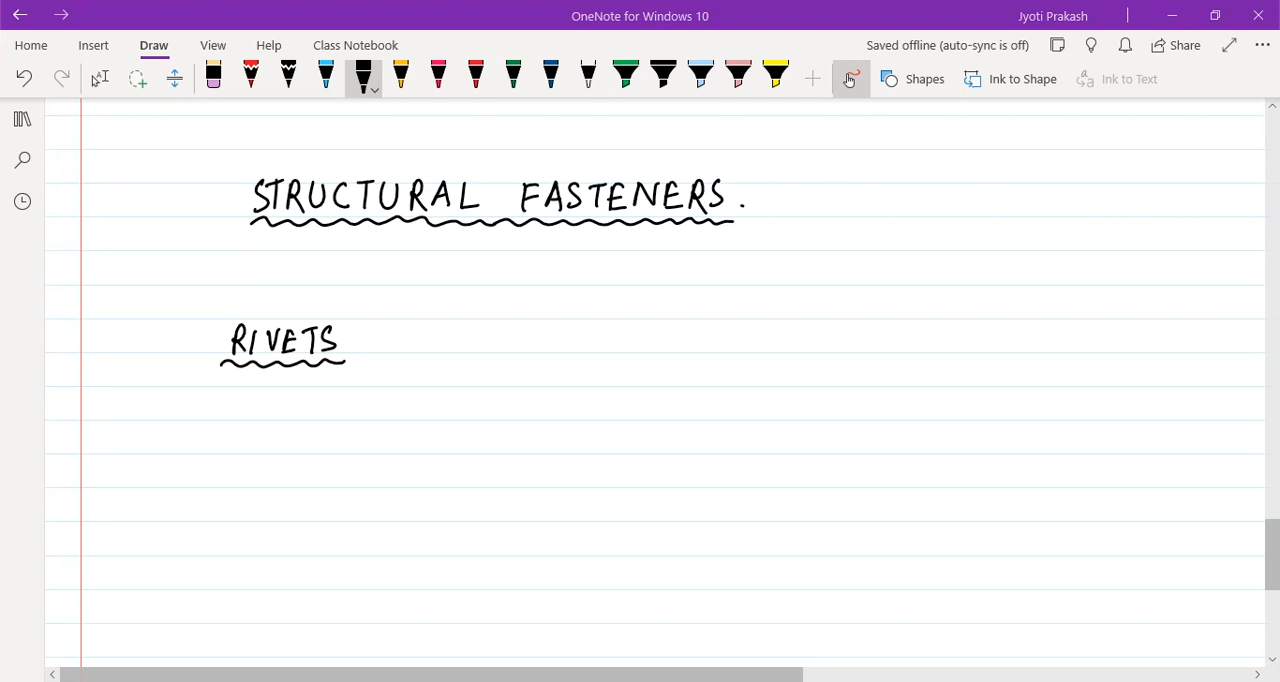 OneNote for Windows 10
Jyoti Prakash
Home Insert Draw View Help Class Notebook
Saved offline (auto-sync is off) Share
Shapes Ink to Shape Ink to Text
STRUCTURAL FASTENERS.
RIVETS